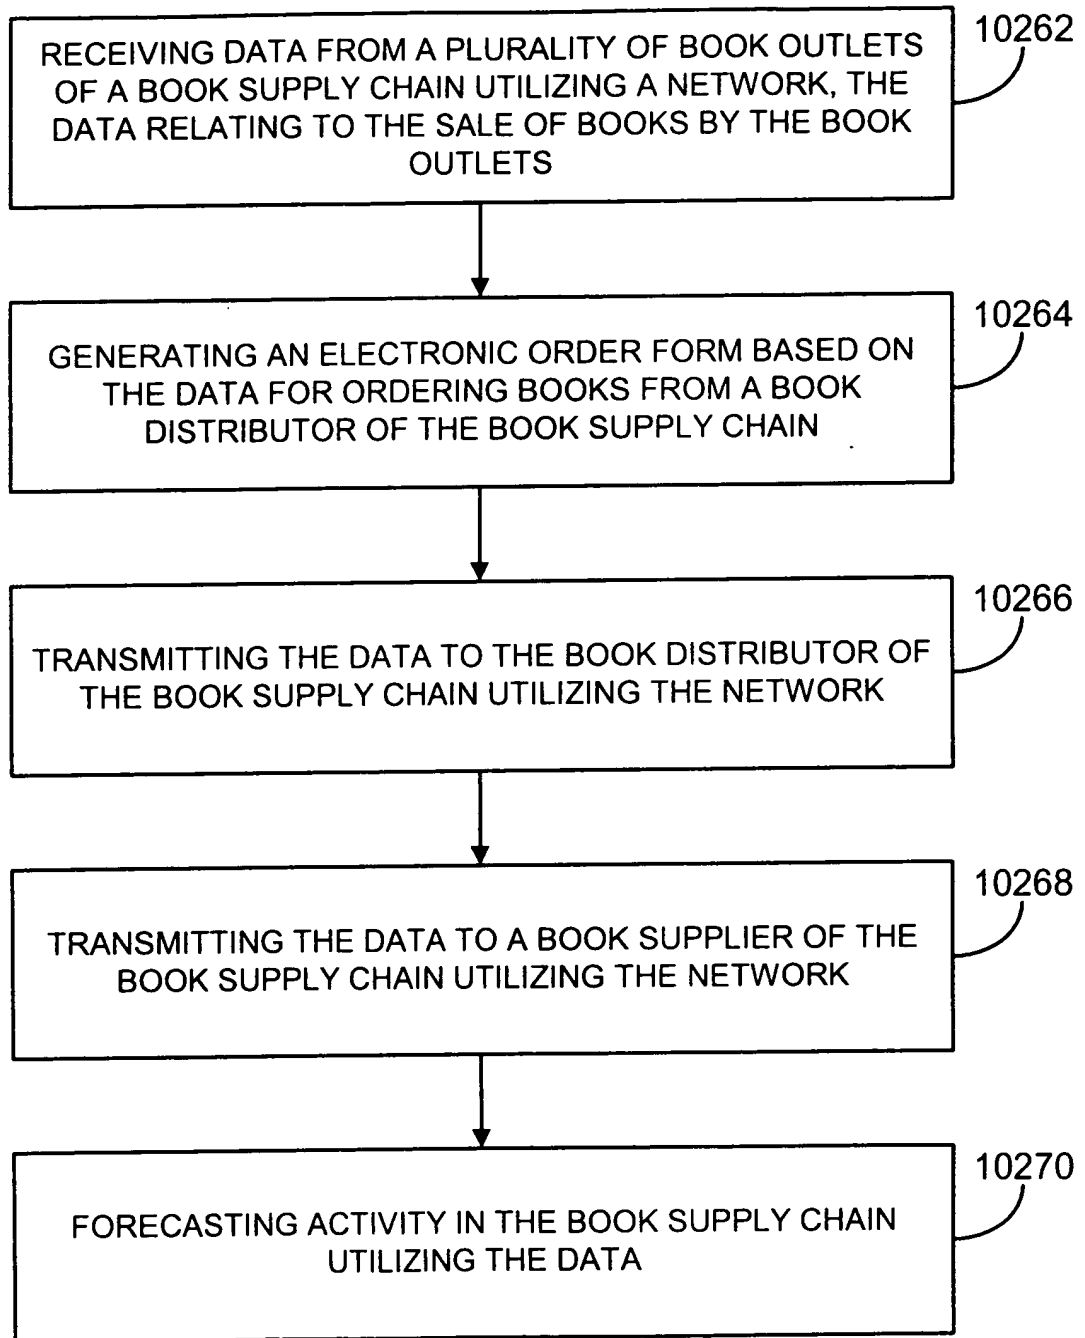 10262
RECEIVING DATA FROM A PLURALITY OF BOOK OUTLETS
OF A BOOK SUPPLY CHAIN UTILIZING A NETWORK, THE
DATA RELATING TO THE SALE OF BOOKS BY THE BOOK
OUTLETS
10264
GENERATING AN ELECTRONIC ORDER FORM BASED ON
THE DATA FOR ORDERING BOOKS FROM A BOOK
DISTRIBUTOR OF THE BOOK SUPPLY CHAIN
10266
TRANSMITTING THE DATA TO THE BOOK DISTRIBUTOR OF
THE BOOK SUPPLY CHAIN UTILIZING THE NETWORK
10268
TRANSMITTING THE DATA TO A BOOK SUPPLIER OF THE
BOOK SUPPLY CHAIN UTILIZING THE NETWORK
10270
FORECASTING ACTIVITY IN THE BOOK SUPPLY CHAIN
UTILIZING THE DATA